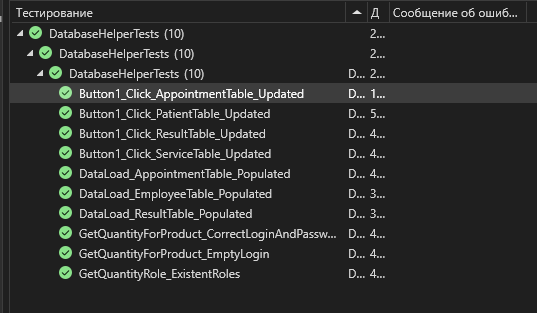 Тестирование Д Сообщение об ошиб...
DatabaseHelperTests (10) 2...
DatabaseHelperTests (10) 2...
DatabaseHelperTests (10) D... 2...
Button1_Click_AppointmentTable_Updated D... 1...
Button1_Click_PatientTable_Updated D... 5...
Button1_Click_ResultTable_Updated D... 4...
Button1_Click_ServiceTable_Updated D... 4...
DataLoad_AppointmentTable_Populated D... 4...
DataLoad_EmployeeTable_Populated D... 3...
DataLoad_ResultTable_Populated D... 3...
GetQuantityForProduct_CorrectLoginAndPassw... D... 4...
GetQuantityForProduct_EmptyLogin D... 4...
GetQuantityRole_ExistentRoles D... 4...